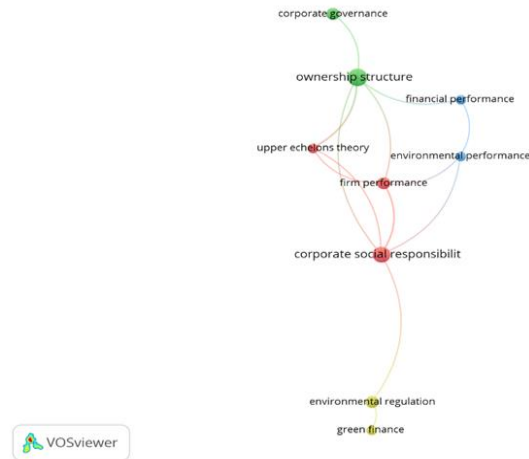 corporate governance
ownership structure
financial performance
upper echelons theory
environmental performance
firm performance
corporate social responsibilit
environmental regulation
green finance
VOSviewer